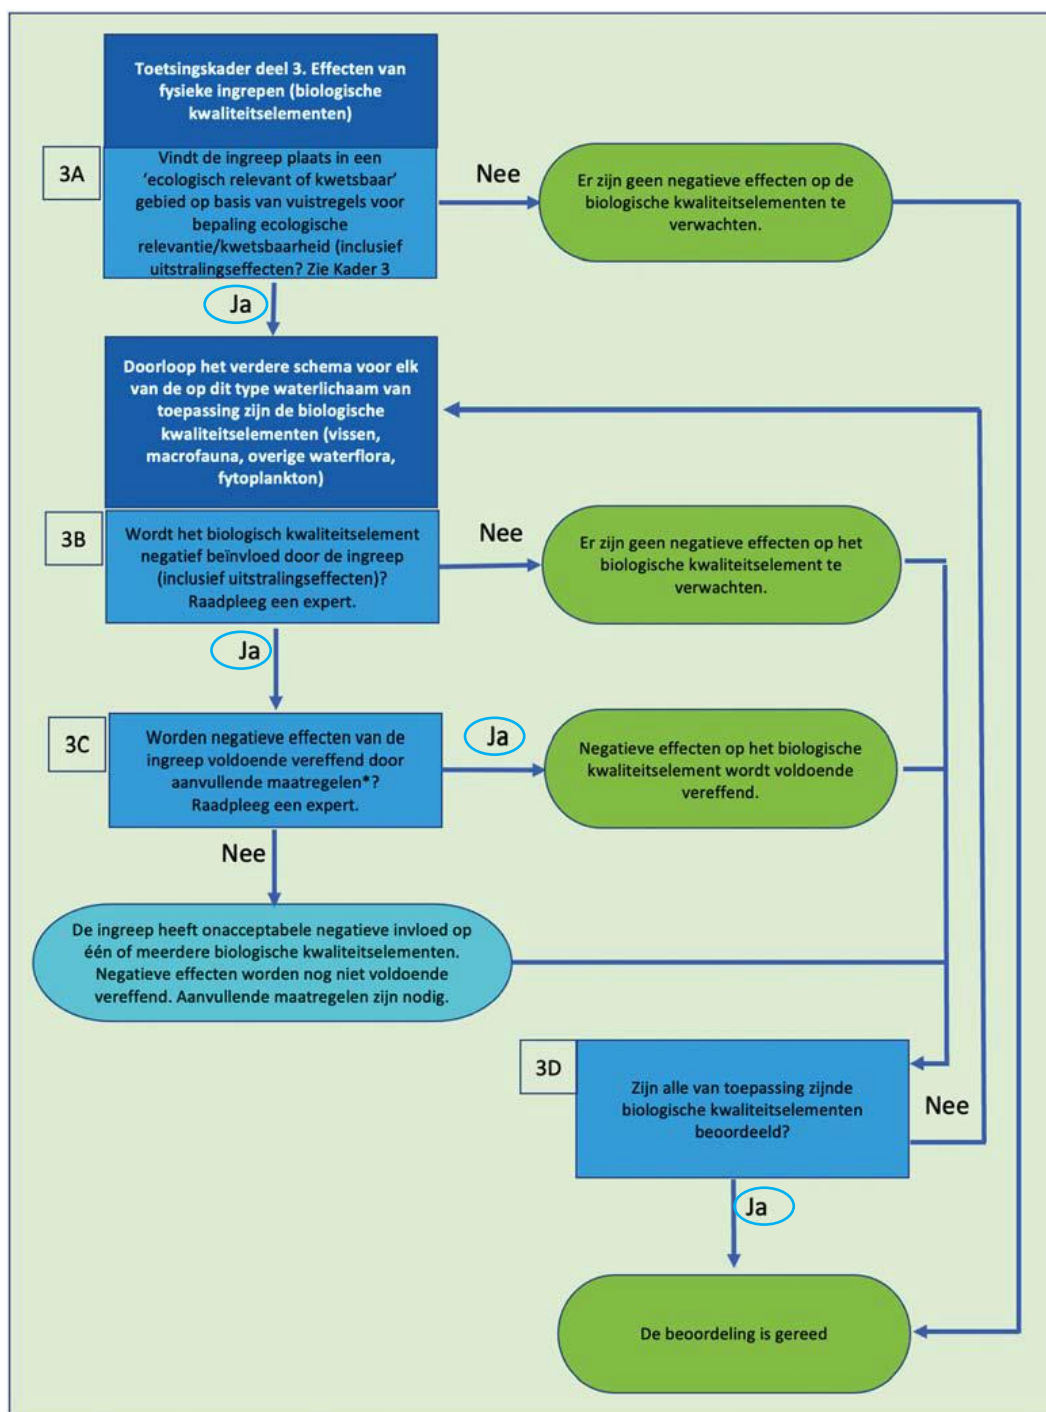 Toetsingskader deel 3. Effecten van
fysieke ingrepen (biologische
kwaliteitselementen)
3A
Vindt de ingreep plaats in een
‘ecologisch relevant of kwetsbaar’
gebied op basis van vuistregels voor
bepaling ecologische
relevantie/kwetsbaarheid (inclusief
uitstralingseffecten? Zie Kader 3
Nee
Er zijn geen negatieve effecten op de
biologische kwaliteitselementen te
verwachten.
Ja
Doorloop het verdere schema voor elk
van de op dit type waterlichaam van
toepassing zijn de biologische
kwaliteitselementen (vissen,
macrofauna, overige waterflora,
fytoplankton)
3B
Wordt het biologisch kwaliteitselement
negatief beïnvloed door de ingreep
(inclusief uitstralingseffecten)?
Raadpleeg een expert.
Nee
Er zijn geen negatieve effecten op het
biologische kwaliteitselement te
verwachten.
Ja
3C
Worden negatieve effecten van de
ingreep voldoende vereffend door
aanvullende maatregelen*?
Raadpleeg een expert.
Ja
Negatieve effecten op het biologische
kwaliteitselement wordt voldoende
vereffend.
Nee
De ingreep heeft onacceptabele negatieve invloed op
één of meerdere biologische kwaliteitselementen.
Negatieve effecten worden nog niet voldoende
vereffend. Aanvullende maatregelen zijn nodig.
3D
Zijn alle van toepassing zijnde
biologische kwaliteitselementen
beoordeeld?
Nee
Ja
De beoordeling is gereed